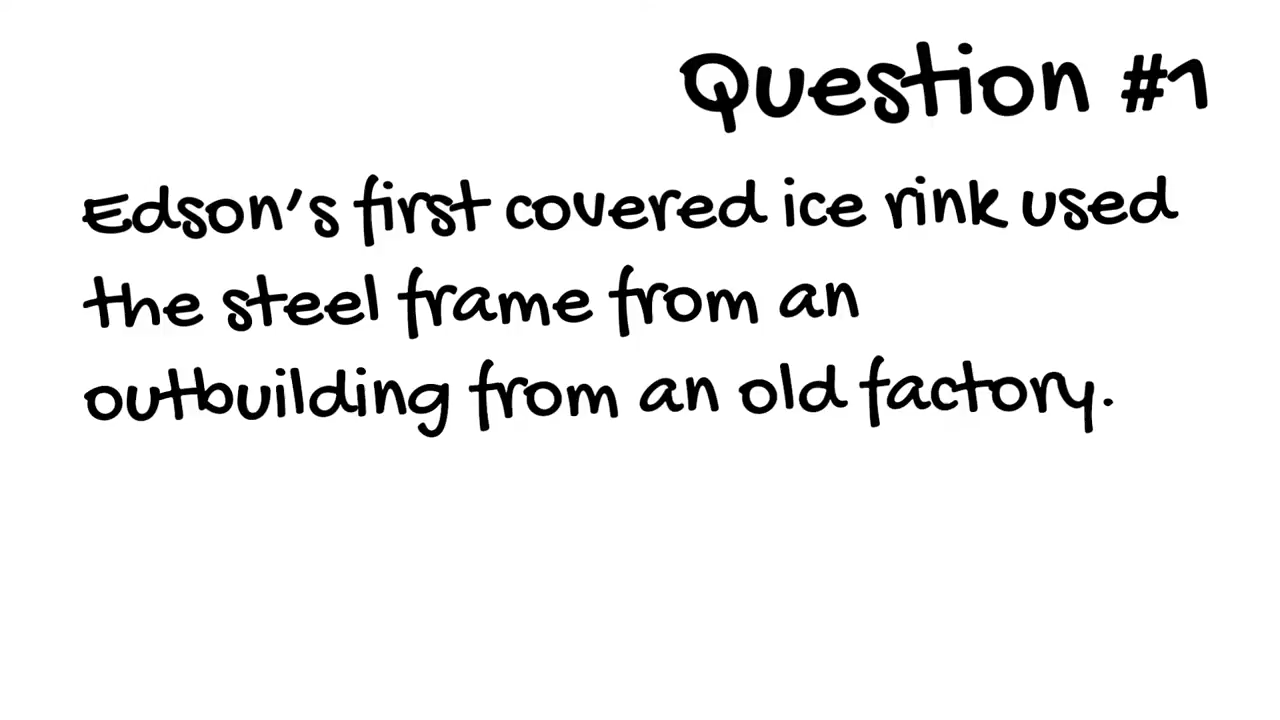 Question #1
Edson's first covered ice rink used
the steel frame from an
outbuilding from an old factory.